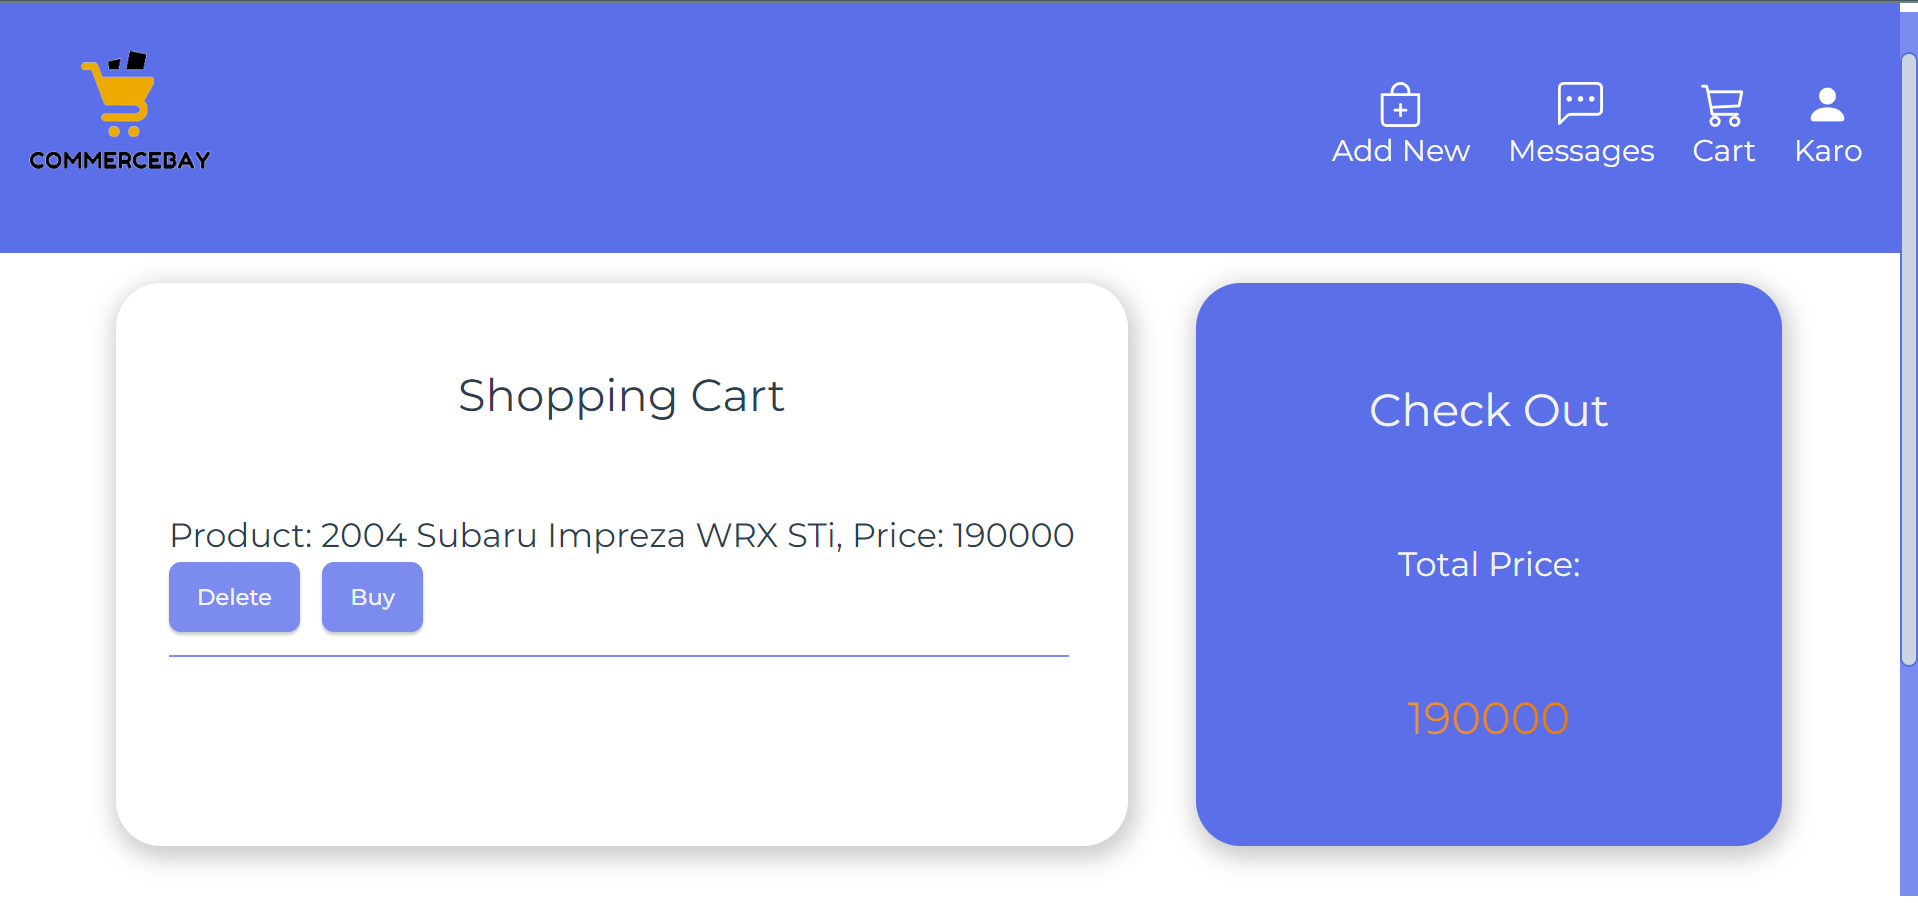 COMMERCEBAY
Add New
Messages
Cart
Karo
Shopping Cart
Product: 2004 Subaru Impreza WRX STi, Price: 190000
Delete
Buy
Check Out
Total Price:
190000